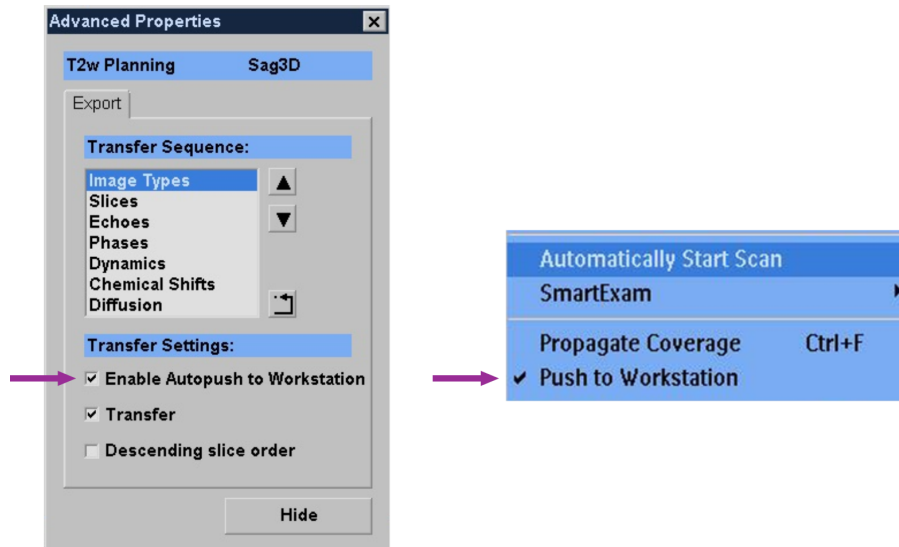 Advanced Properties
T2w Planning Sag3D
Export
Transfer Sequence:
Image Types
Slices
Echoes
Phases
Dynamics
Chemical Shifts
Diffusion
Transfer Settings:
Enable Autopush to Workstation
Transfer
Descending slice order
Hide
Automatically Start Scan
SmartExam
Propagate Coverage Ctrl+F
Push to Workstation